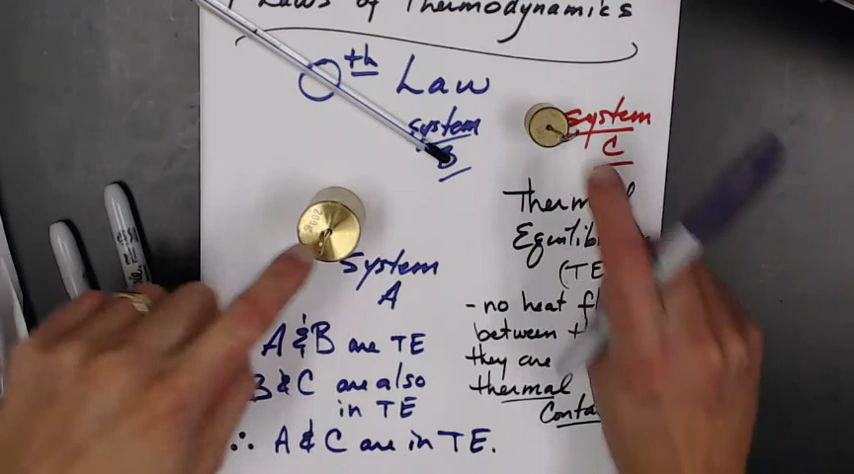 Laws of Thermodynamics
0th Law
system
B
system
C
200g
System
A
Thermal
Equilib
(TE
- no heat fl
between t
they are
thermal
Conta
A & B are TE
B & C are also
in TE
∴ A & C are in TE.